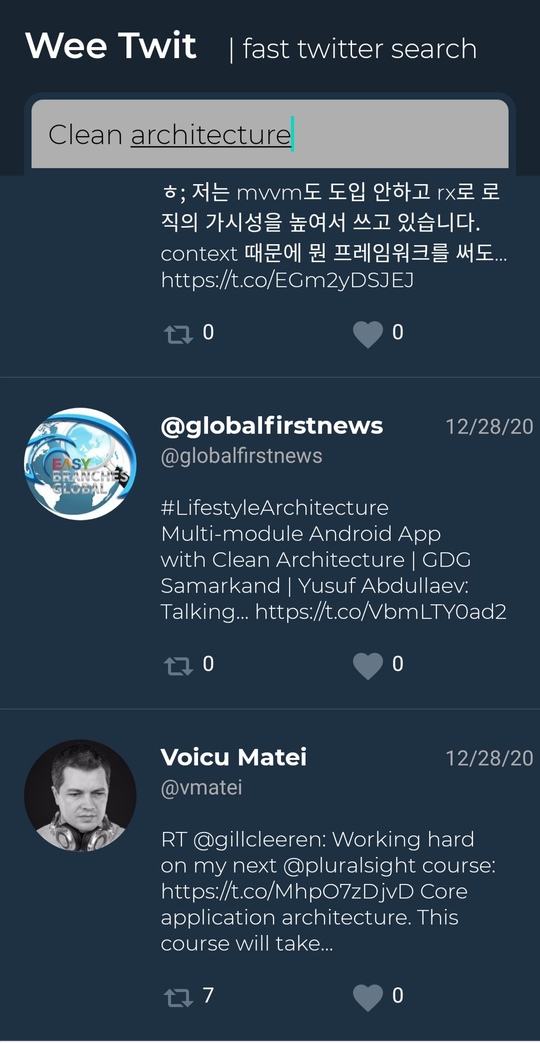 Wee Twit | fast twitter search
Clean architecture
ㅎ; 저는 mvvm도 도입 안하고 rx로 로
직의 가시성을 높여서 쓰고 있습니다.
context 때문에 뭔 프레임워크를 써도...
https://t.co/EGm2yDSJEJ
0 0
@globalfirstnews 12/28/20
@globalfirstnews
EASY
BRANCHES
GLOBAL
#LifestyleArchitecture
Multi-module Android App
with Clean Architecture | GDG
Samarkand | Yusuf Abdullaev:
Talking... https://t.co/VbmLTY0ad2
0 0
Voicu Matei 12/28/20
@vmatei
RT @gillcleeren: Working hard
on my next @pluralsight course:
https://t.co/MhpO7zDjvD Core
application architecture. This
course will take...
7 0